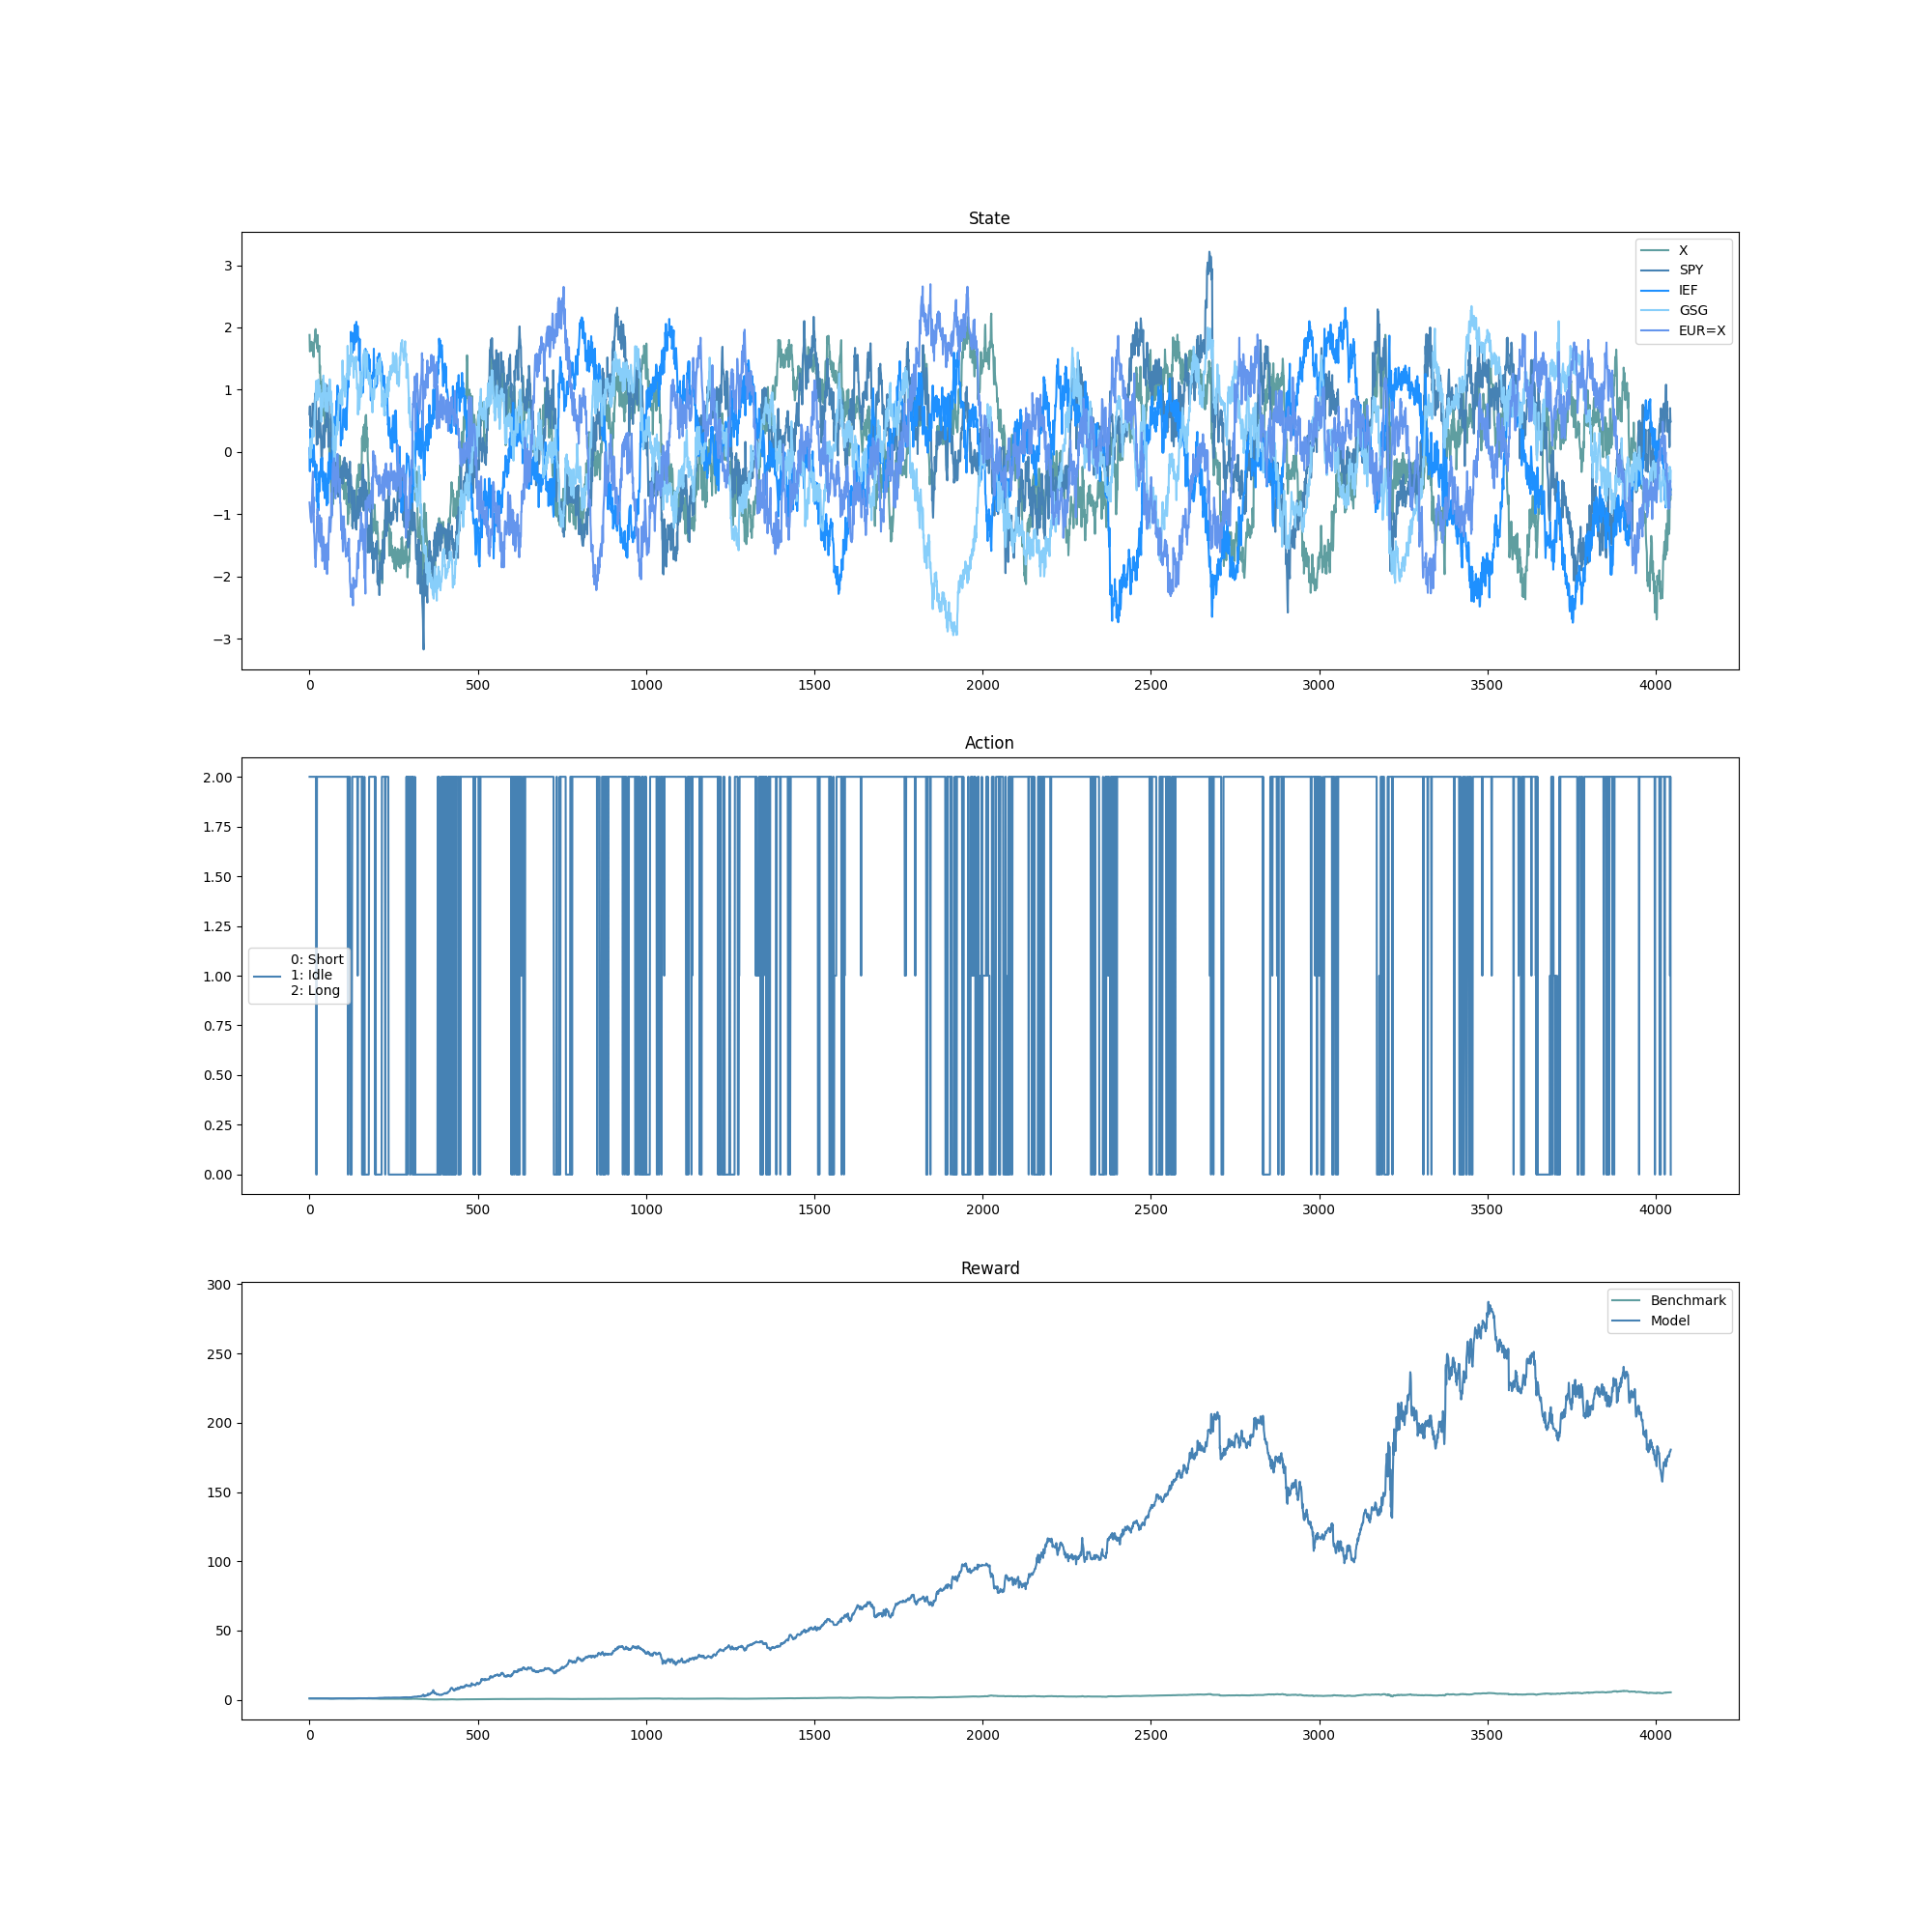 State
3
2
1
0
−1
−2
−3
X
SPY
IEF
GSG
EUR=X
0 500 1000 1500 2000 2500 3000 3500 4000
Action
2.00
1.75
1.50
1.25
1.00
0.75
0.50
0.25
0.00
0: Short
1: Idle
2: Long
0 500 1000 1500 2000 2500 3000 3500 4000
Reward
300
250
200
150
100
50
0
Benchmark
Model
0 500 1000 1500 2000 2500 3000 3500 4000